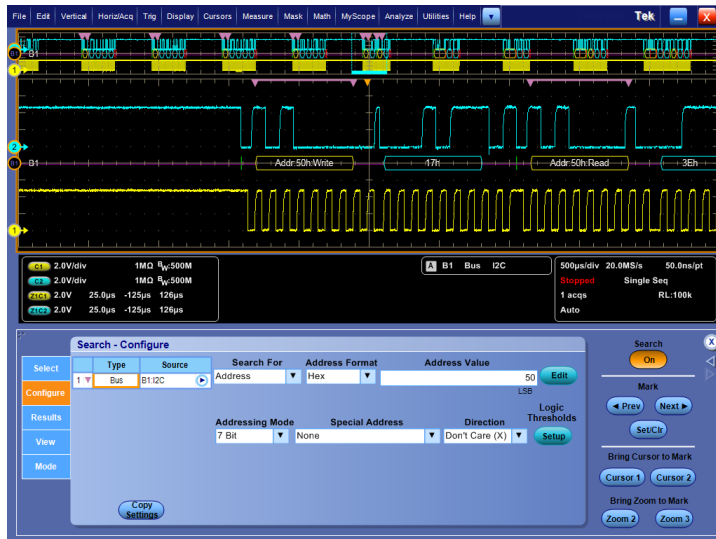 File Edit Vertical Horiz/Acq Trig Display Cursors Measure Mask Math MyScope Analyze Utilities Help Tek X
B1
1
2
B1 B1 Addr:50h:Write 17h Addr:50h:Read 3Eh
1
C1 2.0V/div 1MΩ BW:500M
C2 2.0V/div 1MΩ BW:500M
Z1C1 2.0V 25.0µs -125µs 126µs
Z1C2 2.0V 25.0µs -125µs 126µs
A B1 Bus I2C
500µs/div 20.0MS/s 50.0ns/pt
Stopped Single Seq
1 acqs RL:100k
Auto
Search - Configure
Select
Configure
Results
View
Mode
Type Source
1 Bus B1:I2C
Search For Address Format Address Value
Address Hex 50 Edit
LSB
Logic
Thresholds
Addressing Mode Special Address Direction
7 Bit None Don't Care (X) Setup
Copy
Settings
Search X
On
Mark
Prev Next
Set/Clr
Bring Cursor to Mark
Cursor 1 Cursor 2
Bring Zoom to Mark
Zoom 2 Zoom 3